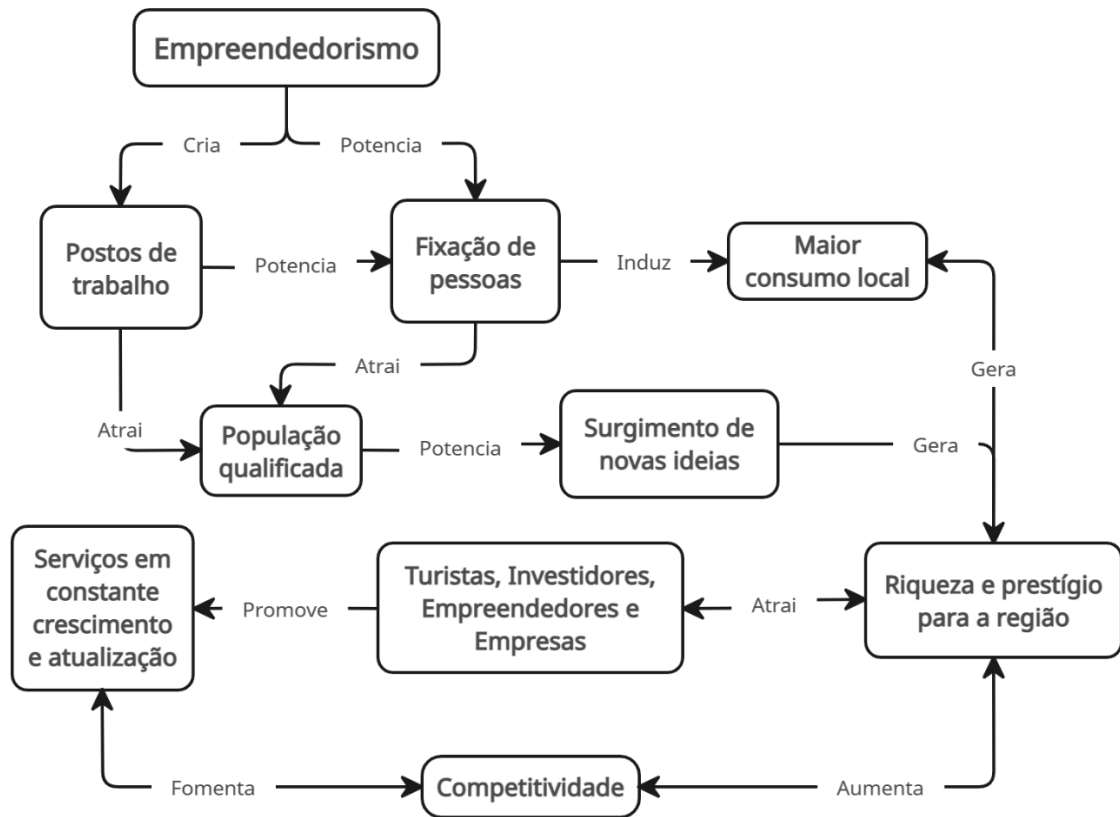 Empreendedorismo
Cria
Potencia
Postos de
trabalho
Potencia
Fixação de
pessoas
Induz
Maior
consumo local
Atrai
Gera
Atrai
População
qualificada
Potencia
Surgimento de
novas ideias
Gera
Serviços em
constante
crescimento
e atualização
Promove
Turistas, Investidores,
Empreendedores e
Empresas
Atrai
Riqueza e prestígio
para a região
Fomenta
Competitividade
Aumenta